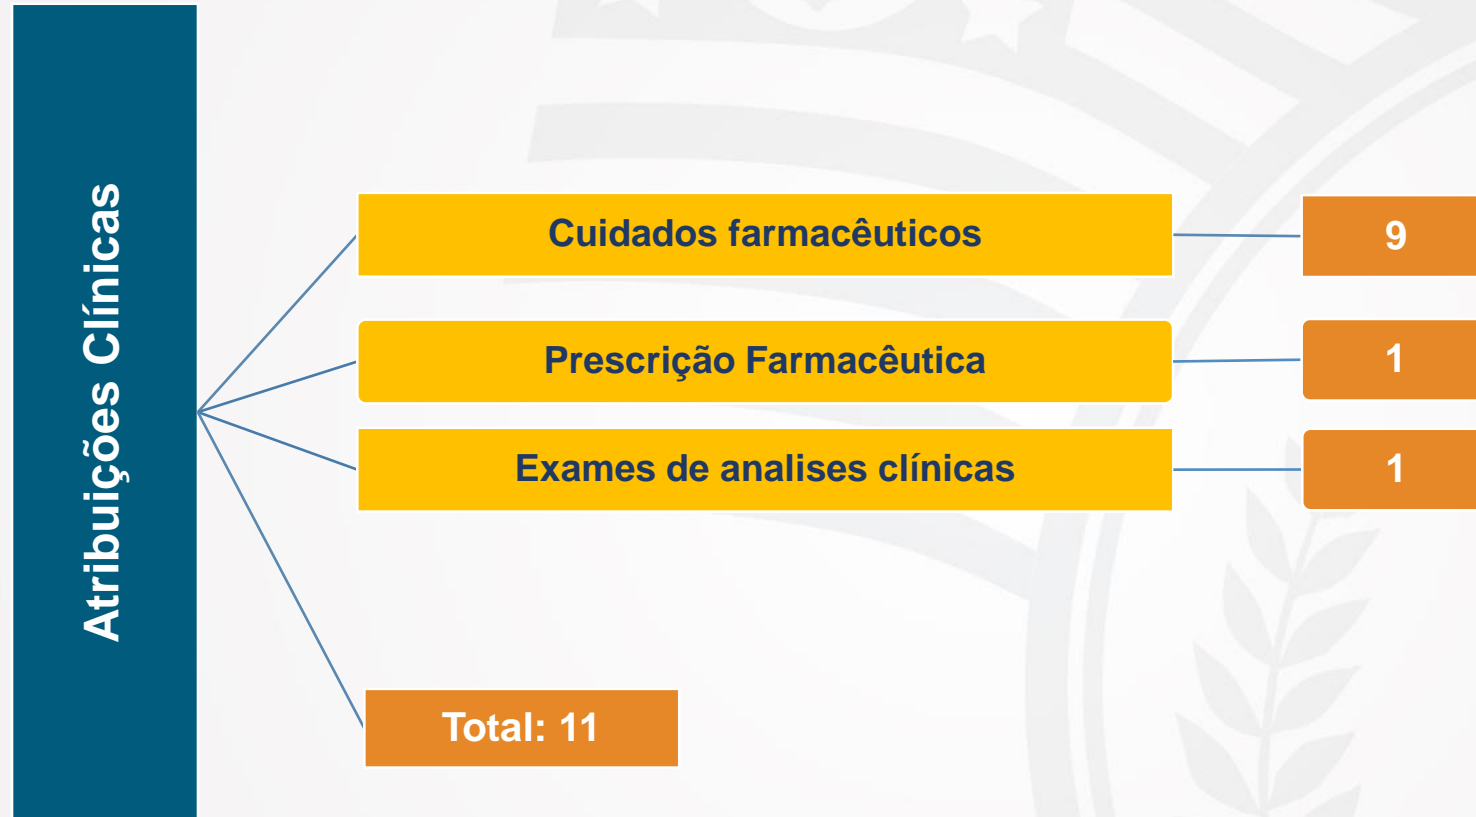 Atribuições Clínicas
Cuidados farmacêuticos
9
Prescrição Farmacêutica
1
Exames de analises clínicas
1
Total: 11